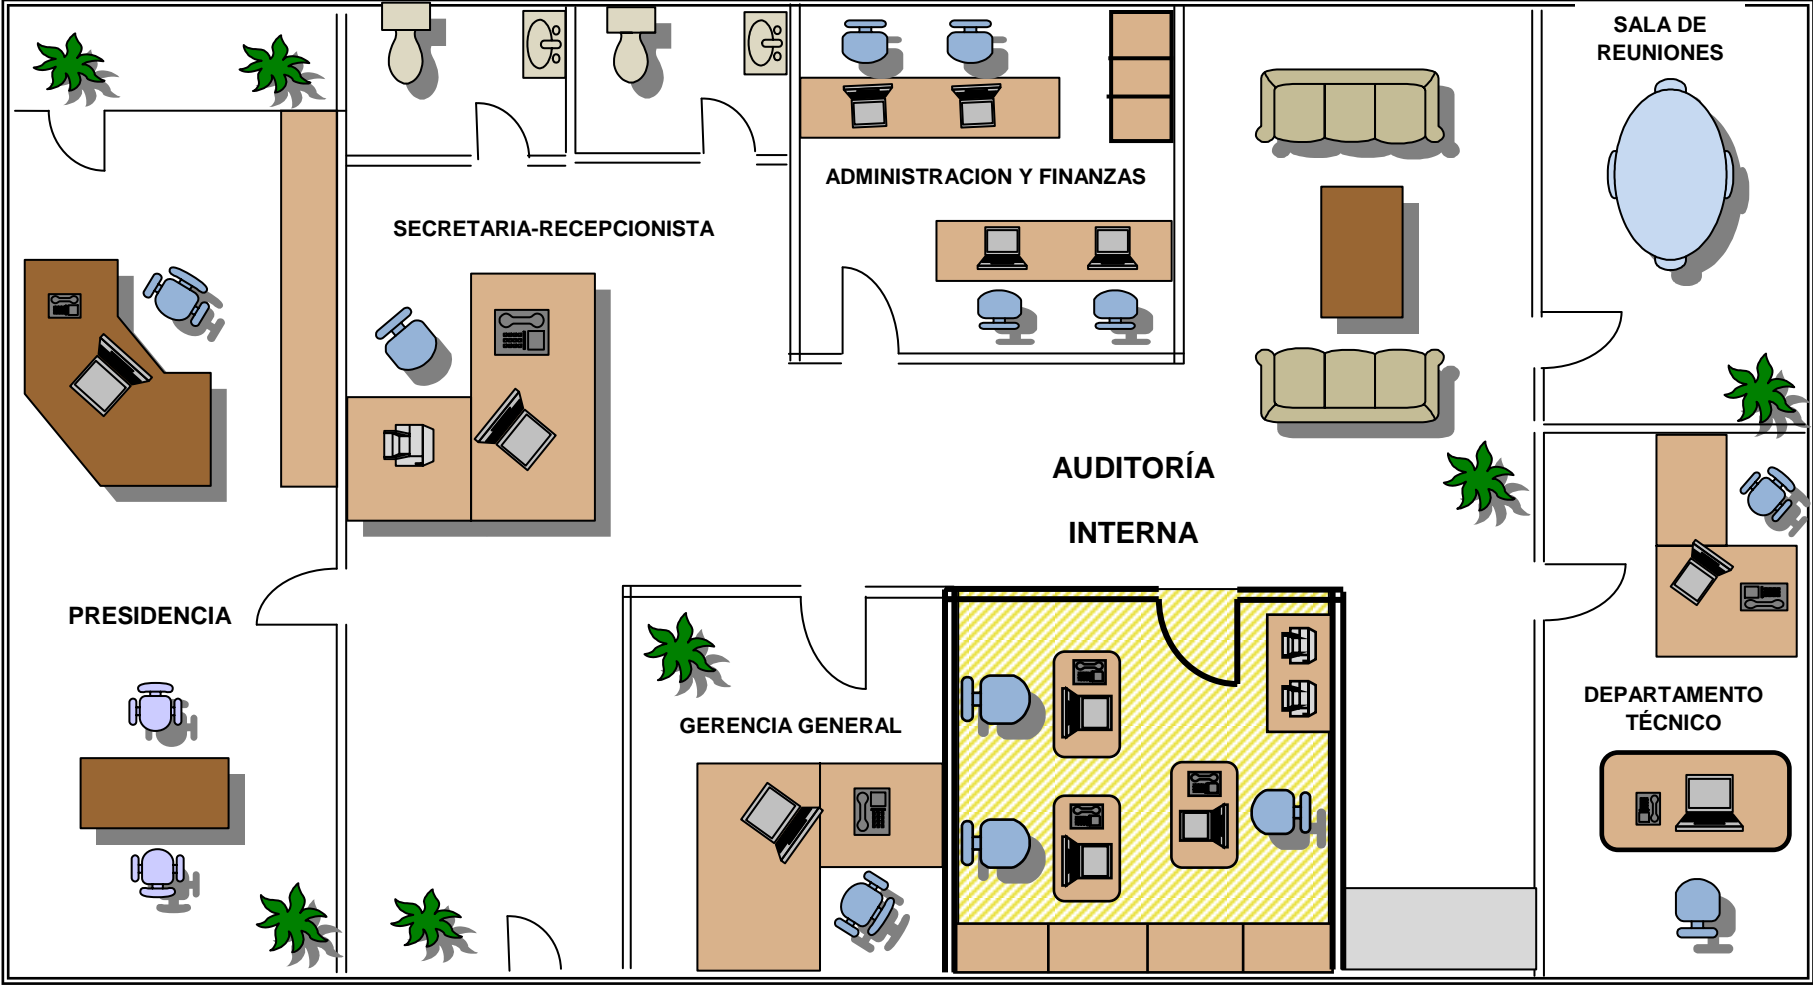 SALA DE
REUNIONES
ADMINISTRACION Y FINANZAS
SECRETARIA-RECEPCIONISTA
AUDITORÍA
INTERNA
PRESIDENCIA
GERENCIA GENERAL
DEPARTAMENTO
TÉCNICO